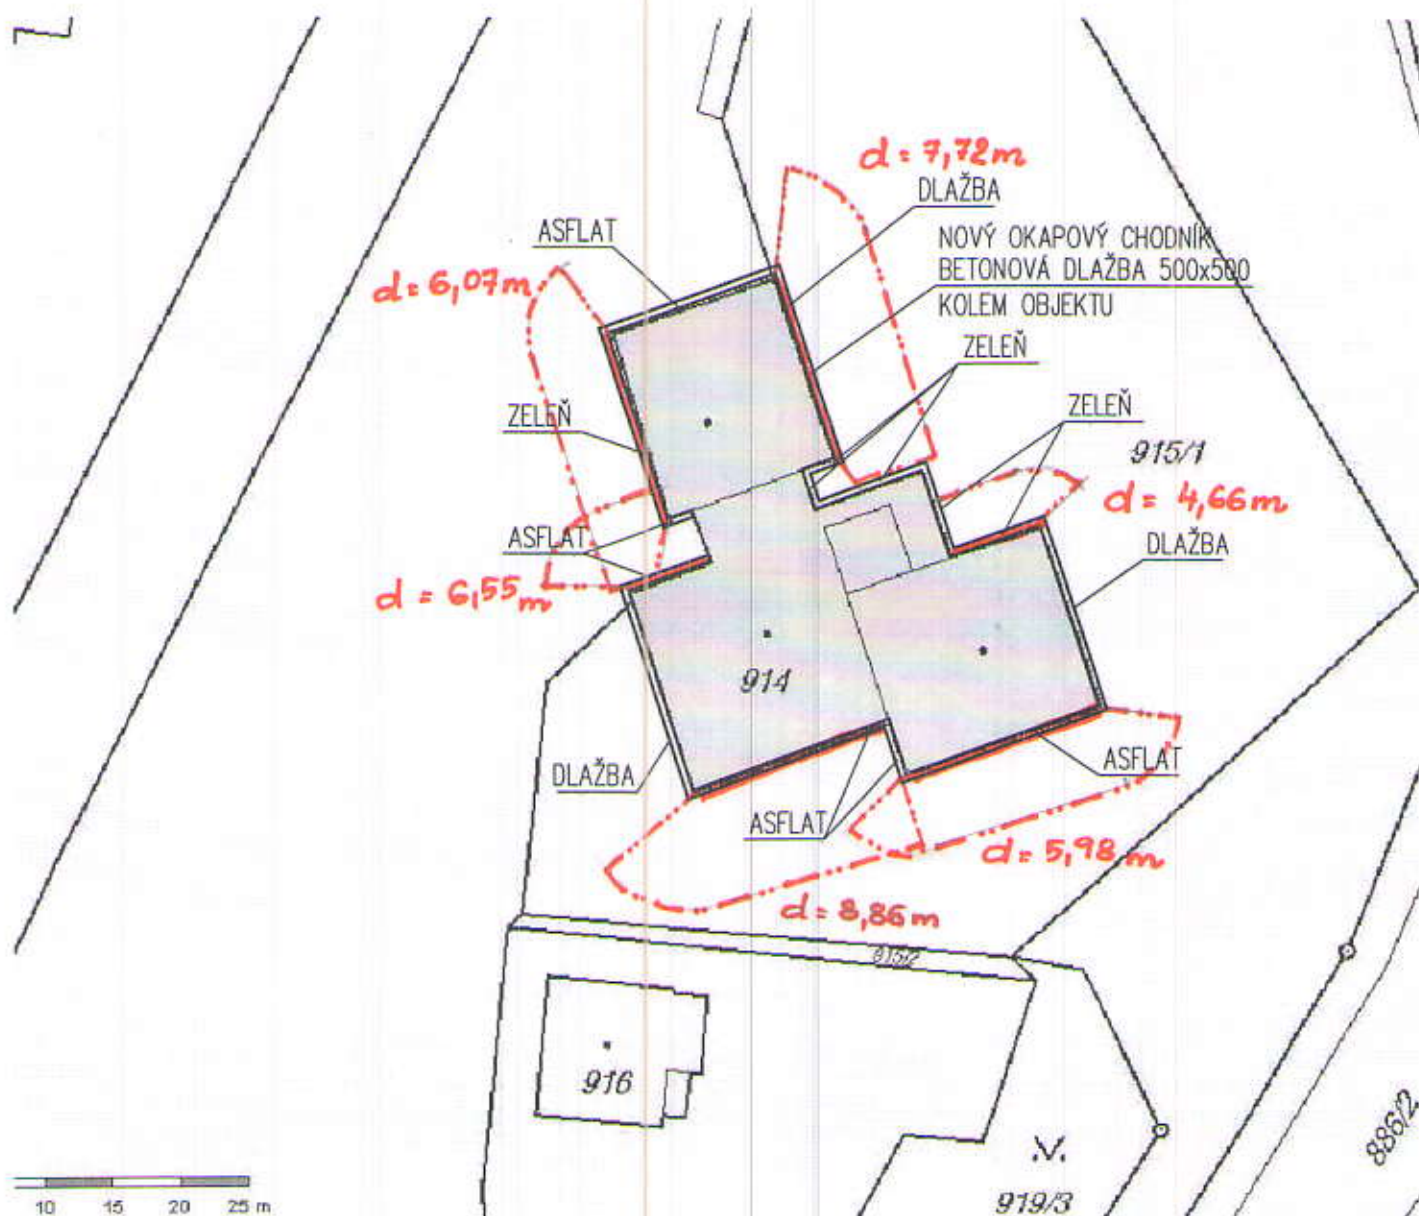 d = 7,72m
DLAŽBA
ASFLAT
NOVÝ OKAPOVÝ CHODNÍK
BETONOVÁ DLAŽBA 500x500
KOLEM OBJEKTU
d = 6,07m
ZELEŇ
ZELEŇ
ZELEŇ
915/1
d = 4,66m
ASFLAT
DLAŽBA
d = 6,55m
914
DLAŽBA
ASFLAT
ASFLAT
d = 5,98m
d = 8,86m
815/2
916
886/2
919/3
10 15 20 25 m